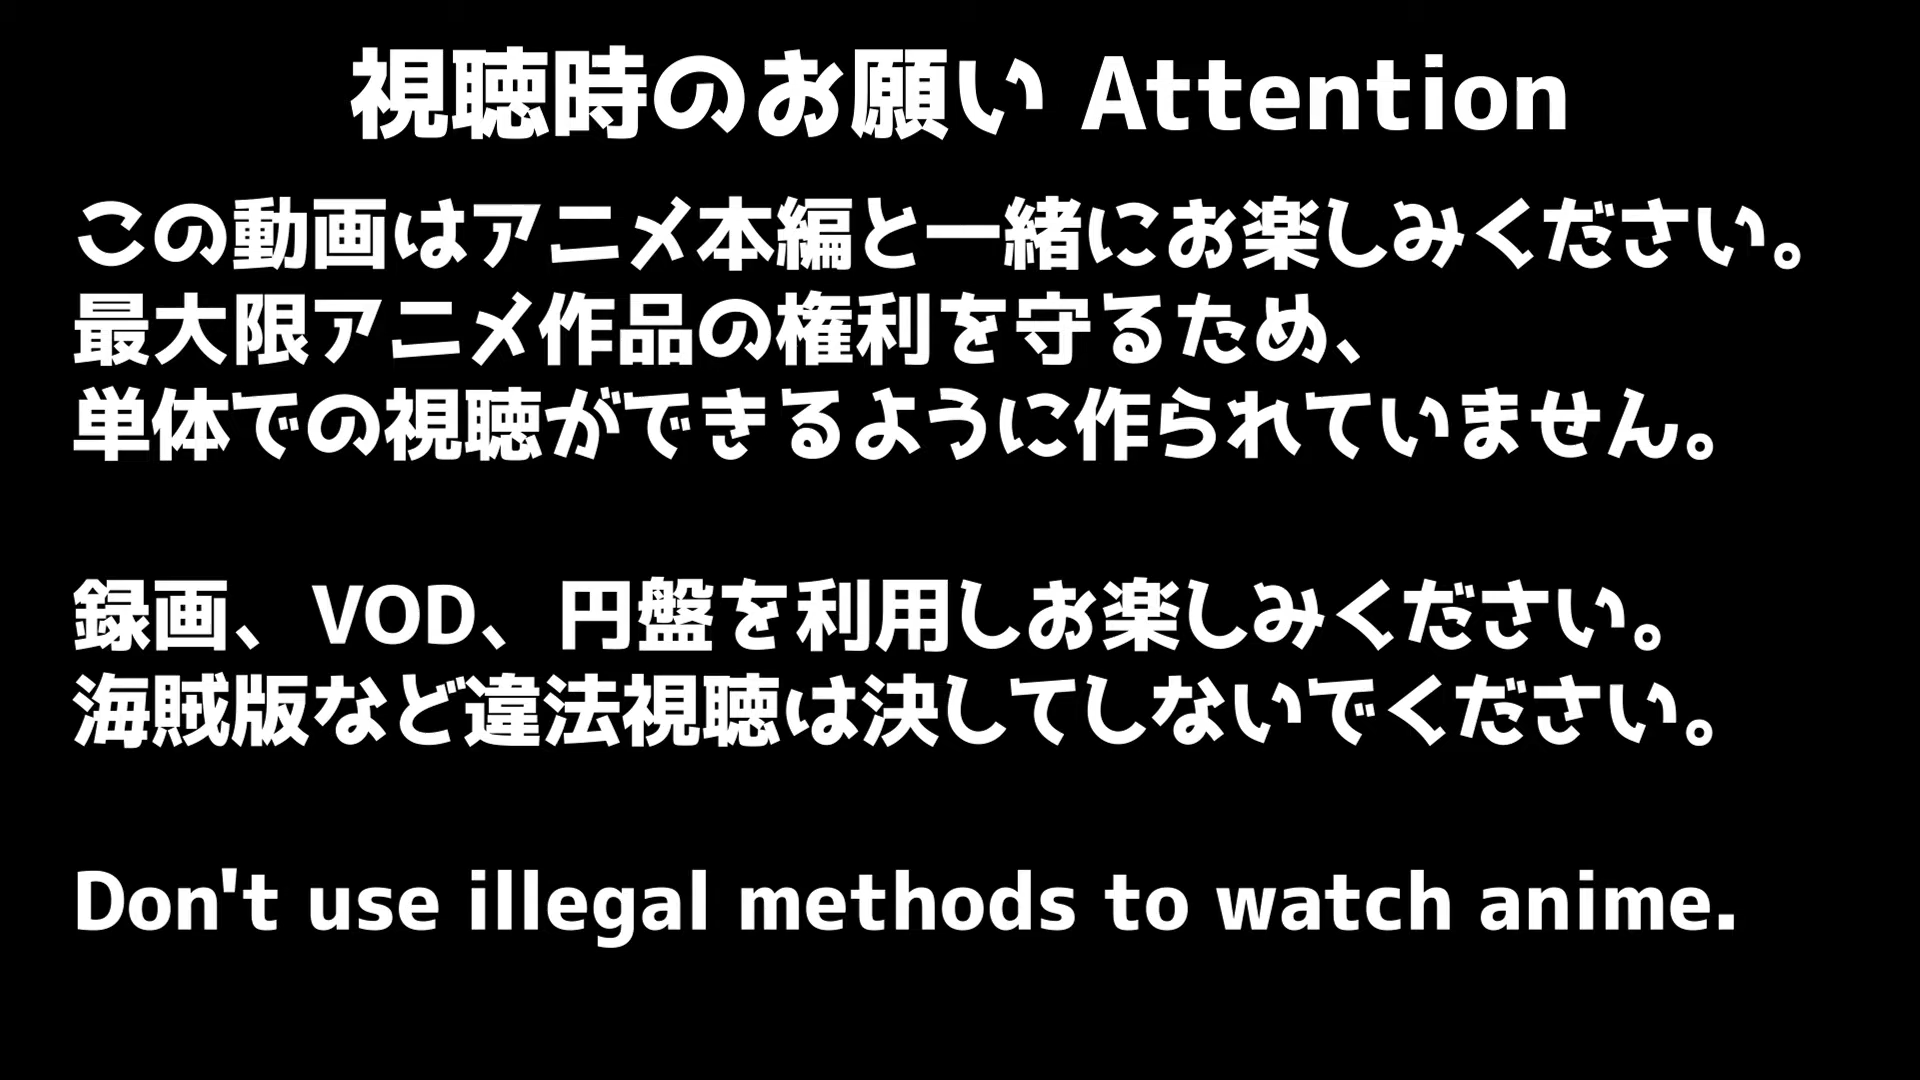 視聴時のお願い Attention
この動画はアニメ本編と一緒にお楽しみください。
最大限アニメ作品の権利を守るため、
単体での視聴ができるように作られていません。
録画、VOD、円盤を利用しお楽しみください。
海賊版など違法視聴は決してしないでください。
Don't use illegal methods to watch anime.